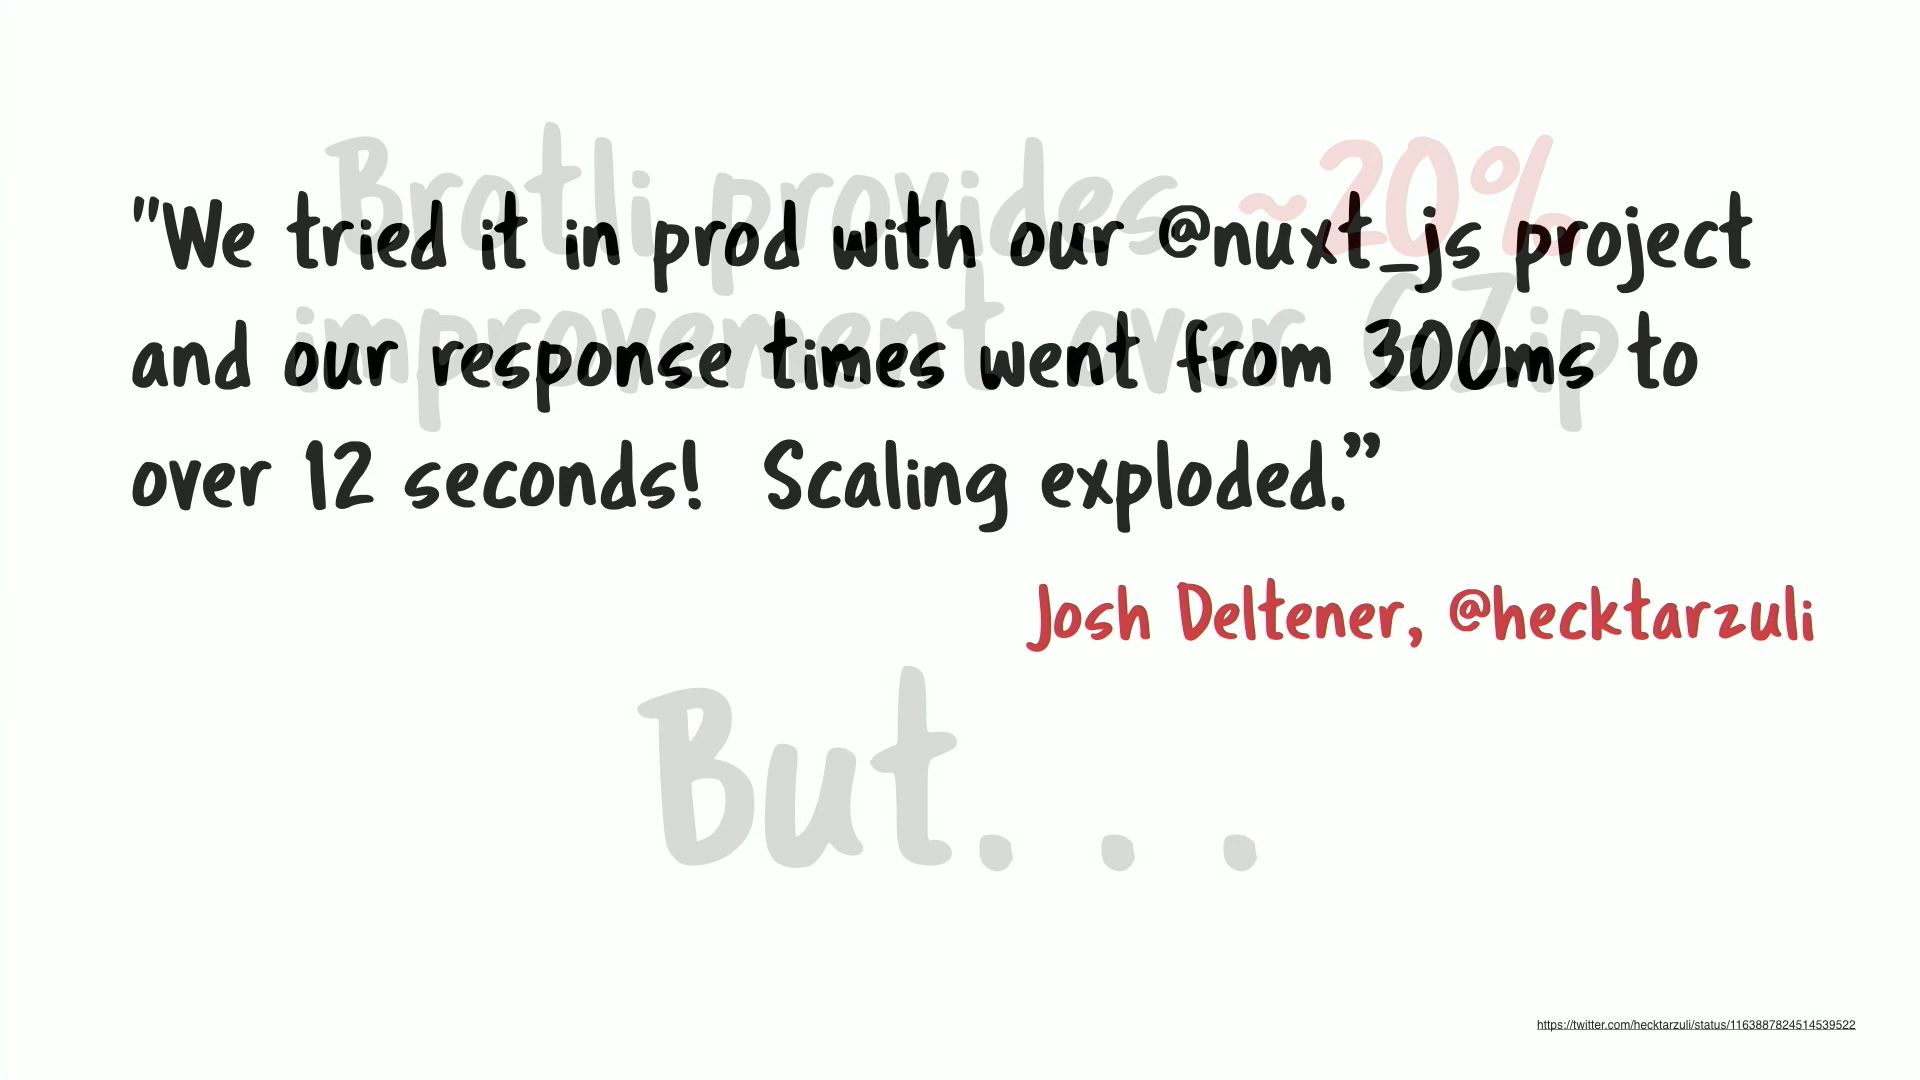 Brotli provides ~20%
improvement over GZip
"We tried it in prod with our @nuxt_js project
and our response times went from 300ms to
over 12 seconds!  Scaling exploded.”
Josh Deltener, @hecktarzuli
But. . .
https://twitter.com/hecktarzuli/status/1163887824514539522